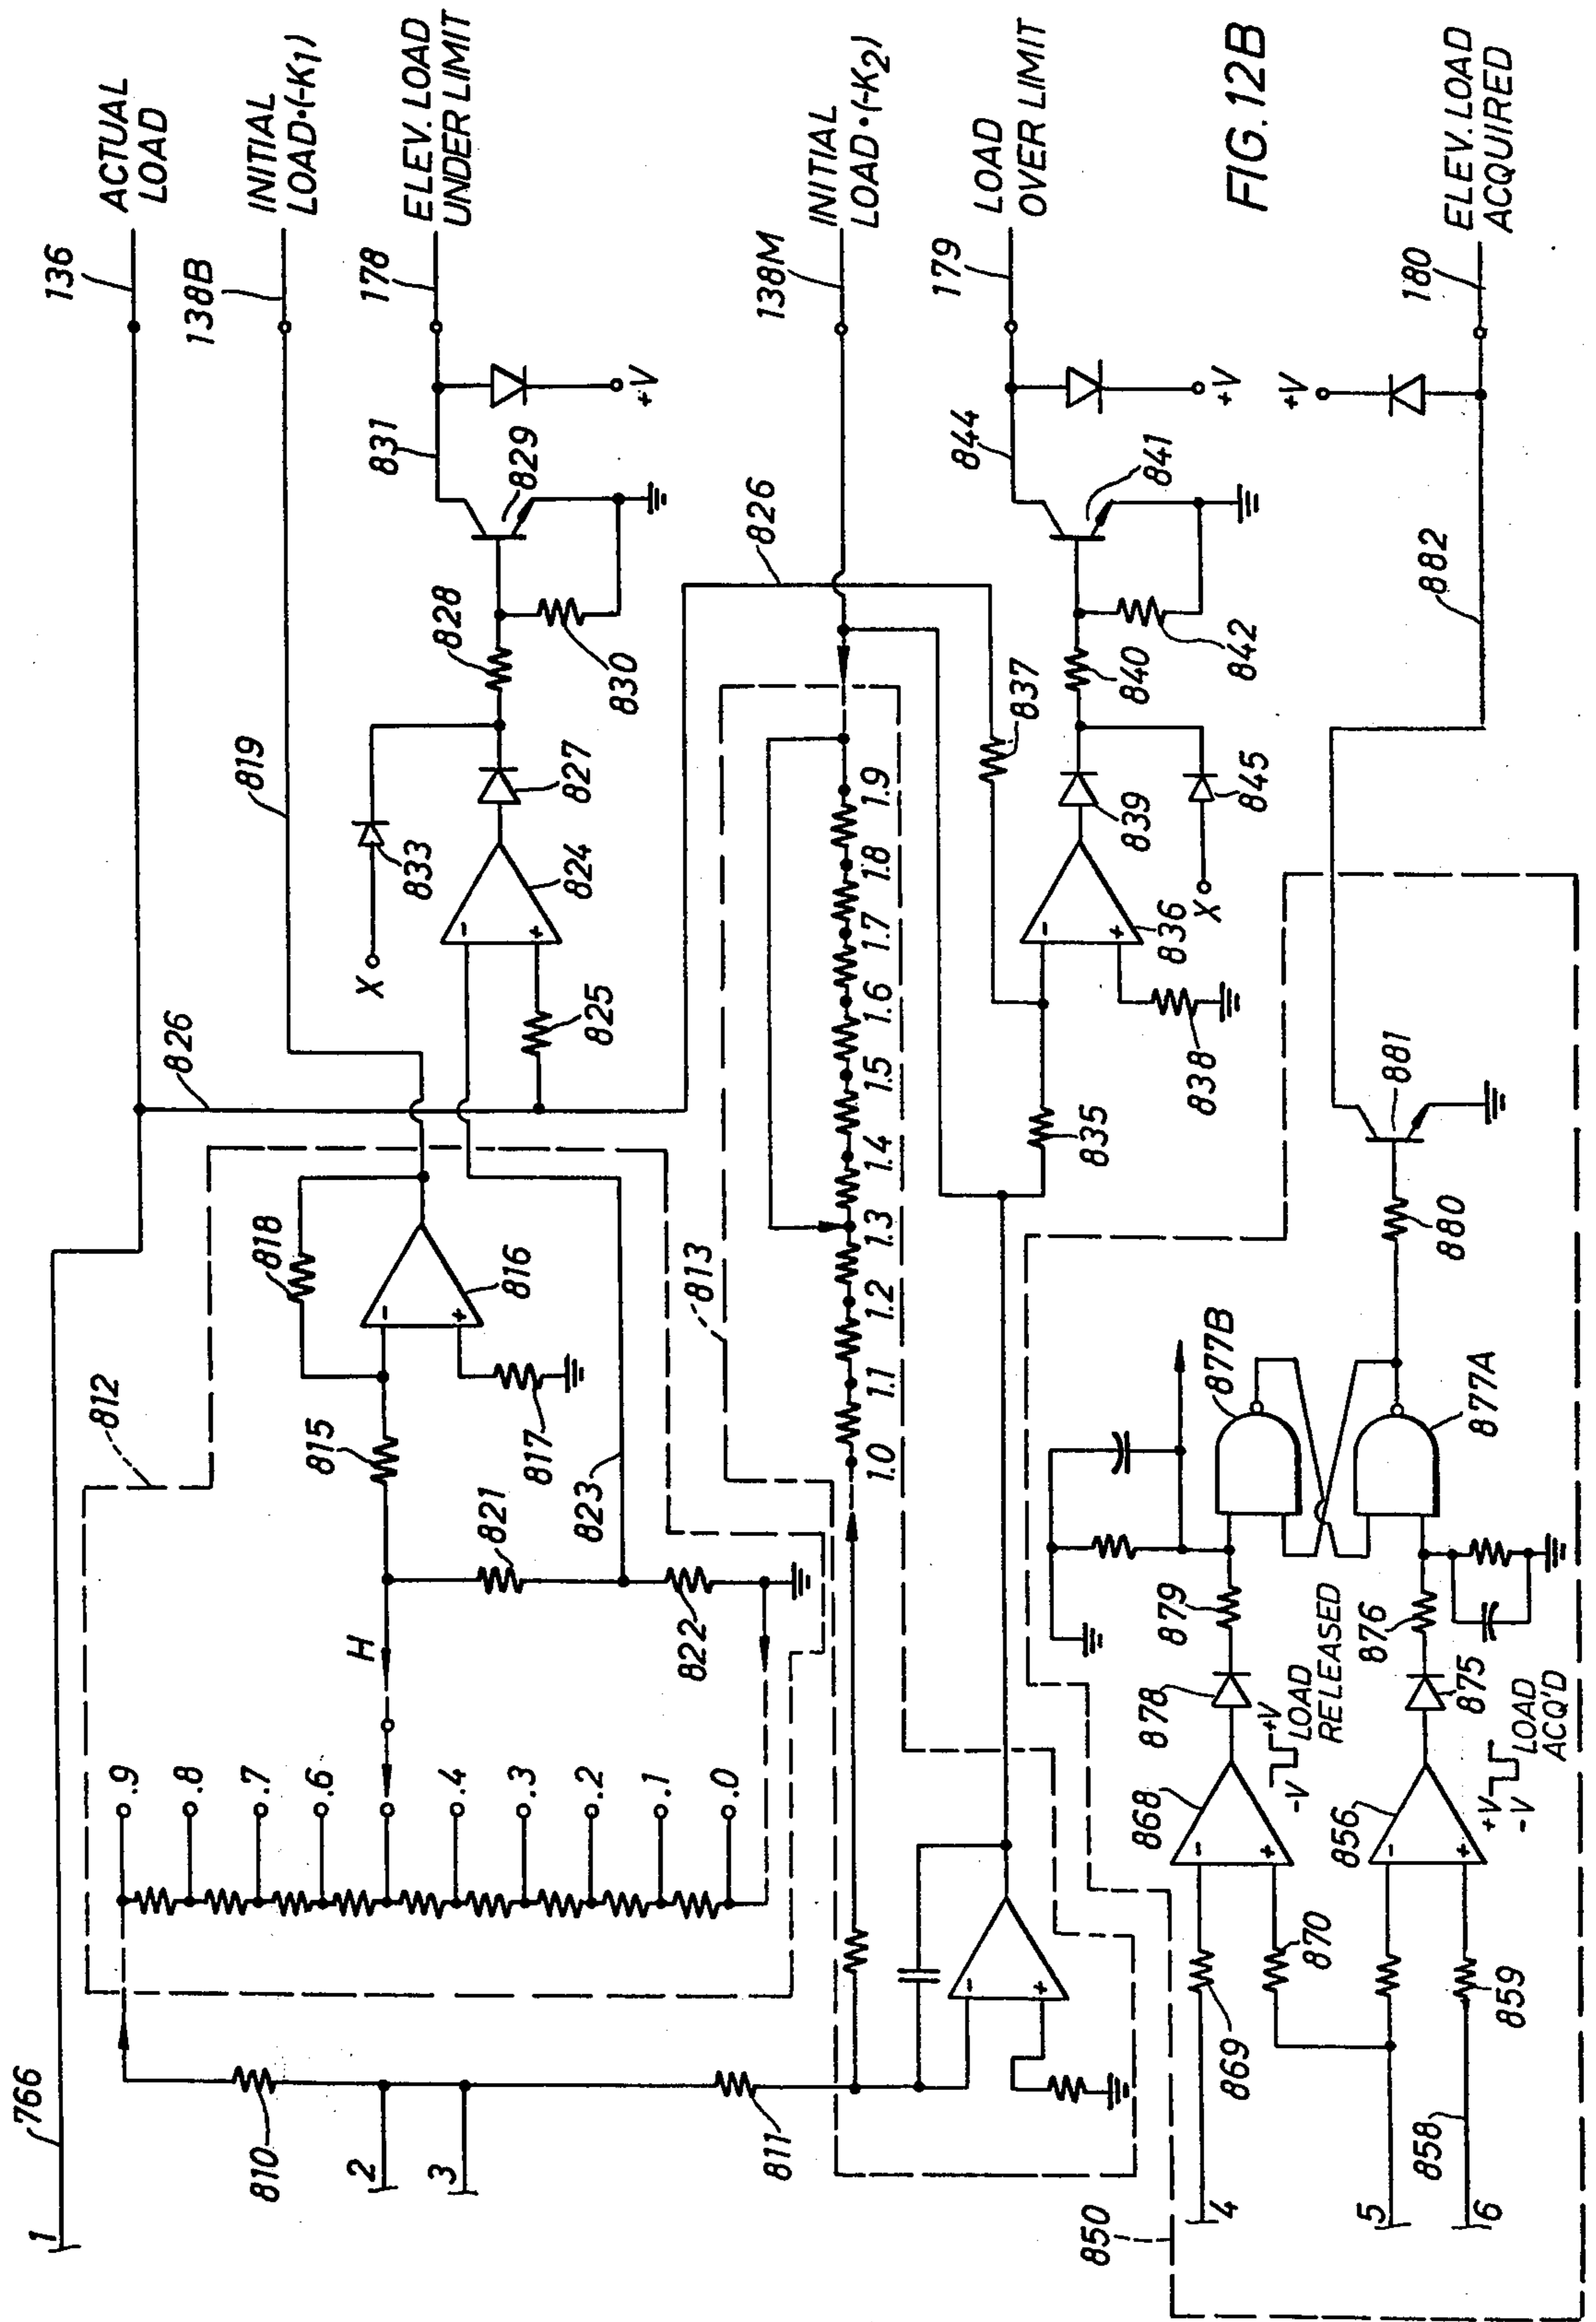 FIG. 12B
1
766
136
ACTUAL
LOAD
138B
INITIAL
LOAD•(-K1)
178
ELEV. LOAD
UNDER LIMIT
138M
INITIAL
LOAD•(-K2)
179
LOAD
OVER LIMIT
180
ELEV. LOAD
ACQUIRED
810
2
3
811
812
.9
.8
.7
.6
.4
.3
.2
.1
.0
H
815
818
816
817
821
822
823
819
826
-
+
X
833
824
825
-
+
827
828
829
830
831
+V
826
813
1.0
1.1
1.2
1.3
1.4
1.5
1.6
1.7
1.8
1.9
-
+
835
837
838
836
-
+
X
839
840
841
842
844
845
+V
850
4
5
6
869
870
858
859
868
-
+
856
-
+
878
-V
+V
LOAD
RELEASED
879
875
876
+V
-V
LOAD
ACQ'D
877B
877A
880
881
882
+V